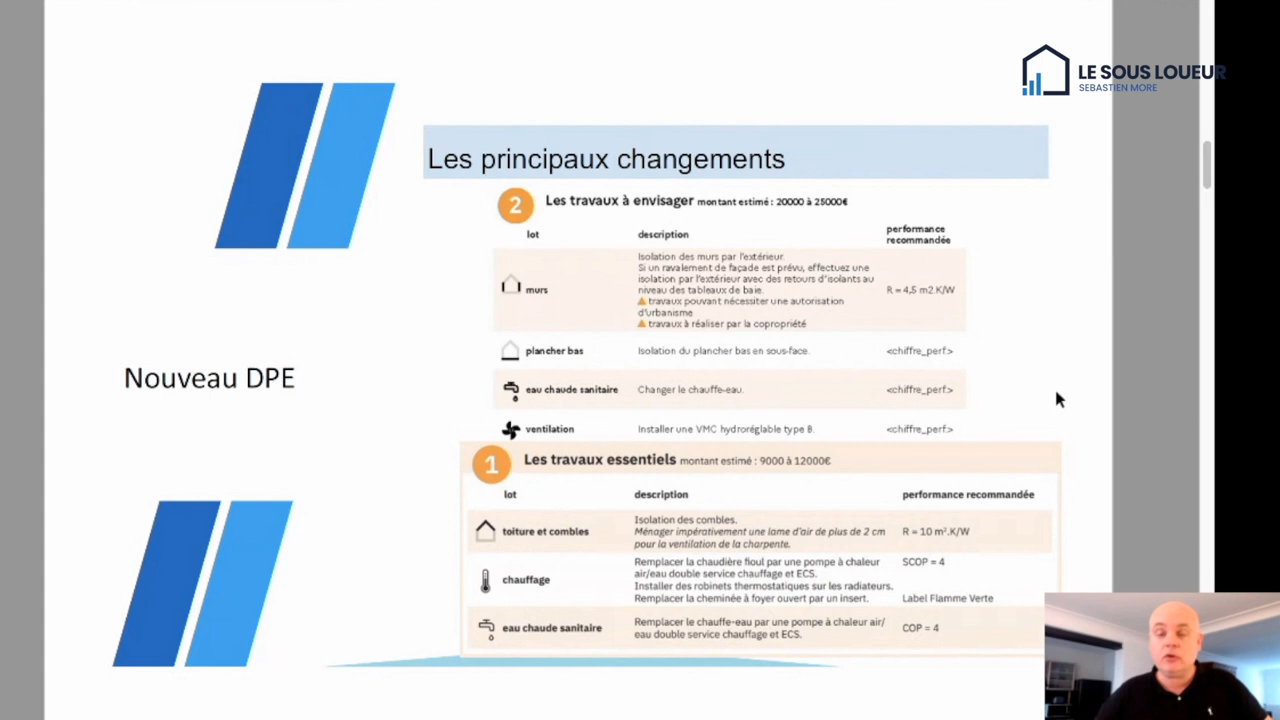 LE SOUS LOUEUR
SEBASTIEN MORE
Les principaux changements
2 Les travaux à envisager montant estimé : 20000 à 25000€
lot description performance recommandée
murs
Isolation des murs par l'extérieur.
Si un ravalement de façade est prévu, effectuez une
isolation par l'extérieur avec des retours d'isolants au
niveau des tableaux de baie.
travaux pouvant nécessiter une autorisation
d'urbanisme
travaux à réaliser par la copropriété
R = 4,5 m2.K/W
plancher bas Isolation du plancher bas en sous-face. <chiffre_perf.>
eau chaude sanitaire Changer le chauffe-eau. <chiffre_perf.>
ventilation Installer une VMC hydroréglable type B. <chiffre_perf.>
Nouveau DPE
1 Les travaux essentiels montant estimé : 9000 à 12000€
lot description performance recommandée
toiture et combles
Isolation des combles.
Ménager impérativement une lame d'air de plus de 2 cm
pour la ventilation de la charpente.
R = 10 m².K/W
chauffage
Remplacer la chaudière fioul par une pompe à chaleur
air/eau double service chauffage et ECS.
Installer des robinets thermostatiques sur les radiateurs.
Remplacer la cheminée à foyer ouvert par un insert.
SCOP = 4
Label Flamme Verte
eau chaude sanitaire
Remplacer le chauffe-eau par une pompe à chaleur air/
eau double service chauffage et ECS.
COP = 4